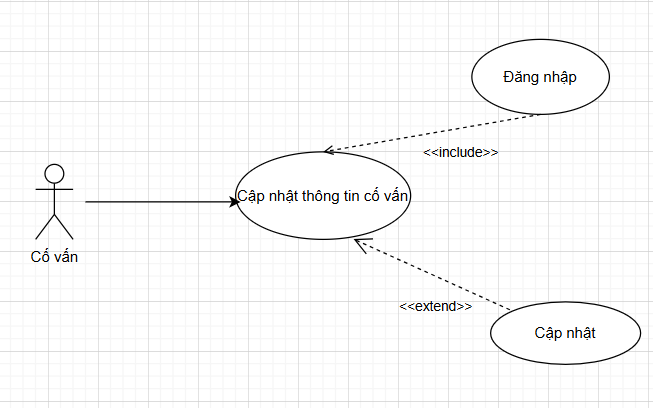 Đăng nhập
<<include>>
Cập nhật thông tin cố vấn
Cố vấn
<<extend>>
Cập nhật